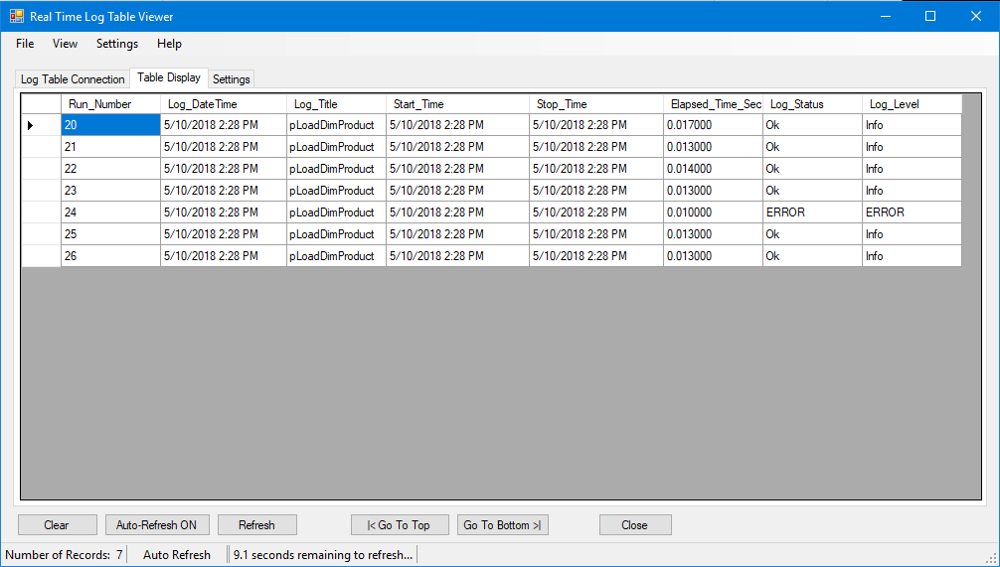 Real Time Log Table Viewer
File View Settings Help
Log Table Connection Table Display Settings
Run_Number Log_DateTime Log_Title Start_Time Stop_Time Elapsed_Time_Sec Log_Status Log_Level
20 5/10/2018 2:28 PM pLoadDimProduct 5/10/2018 2:28 PM 5/10/2018 2:28 PM 0.017000 Ok Info
21 5/10/2018 2:28 PM pLoadDimProduct 5/10/2018 2:28 PM 5/10/2018 2:28 PM 0.013000 Ok Info
22 5/10/2018 2:28 PM pLoadDimProduct 5/10/2018 2:28 PM 5/10/2018 2:28 PM 0.014000 Ok Info
23 5/10/2018 2:28 PM pLoadDimProduct 5/10/2018 2:28 PM 5/10/2018 2:28 PM 0.013000 Ok Info
24 5/10/2018 2:28 PM pLoadDimProduct 5/10/2018 2:28 PM 5/10/2018 2:28 PM 0.010000 ERROR ERROR
25 5/10/2018 2:28 PM pLoadDimProduct 5/10/2018 2:28 PM 5/10/2018 2:28 PM 0.013000 Ok Info
26 5/10/2018 2:28 PM pLoadDimProduct 5/10/2018 2:28 PM 5/10/2018 2:28 PM 0.013000 Ok Info
Clear Auto-Refresh ON Refresh |< Go To Top Go To Bottom >| Close
Number of Records: 7 Auto Refresh 9.1 seconds remaining to refresh...